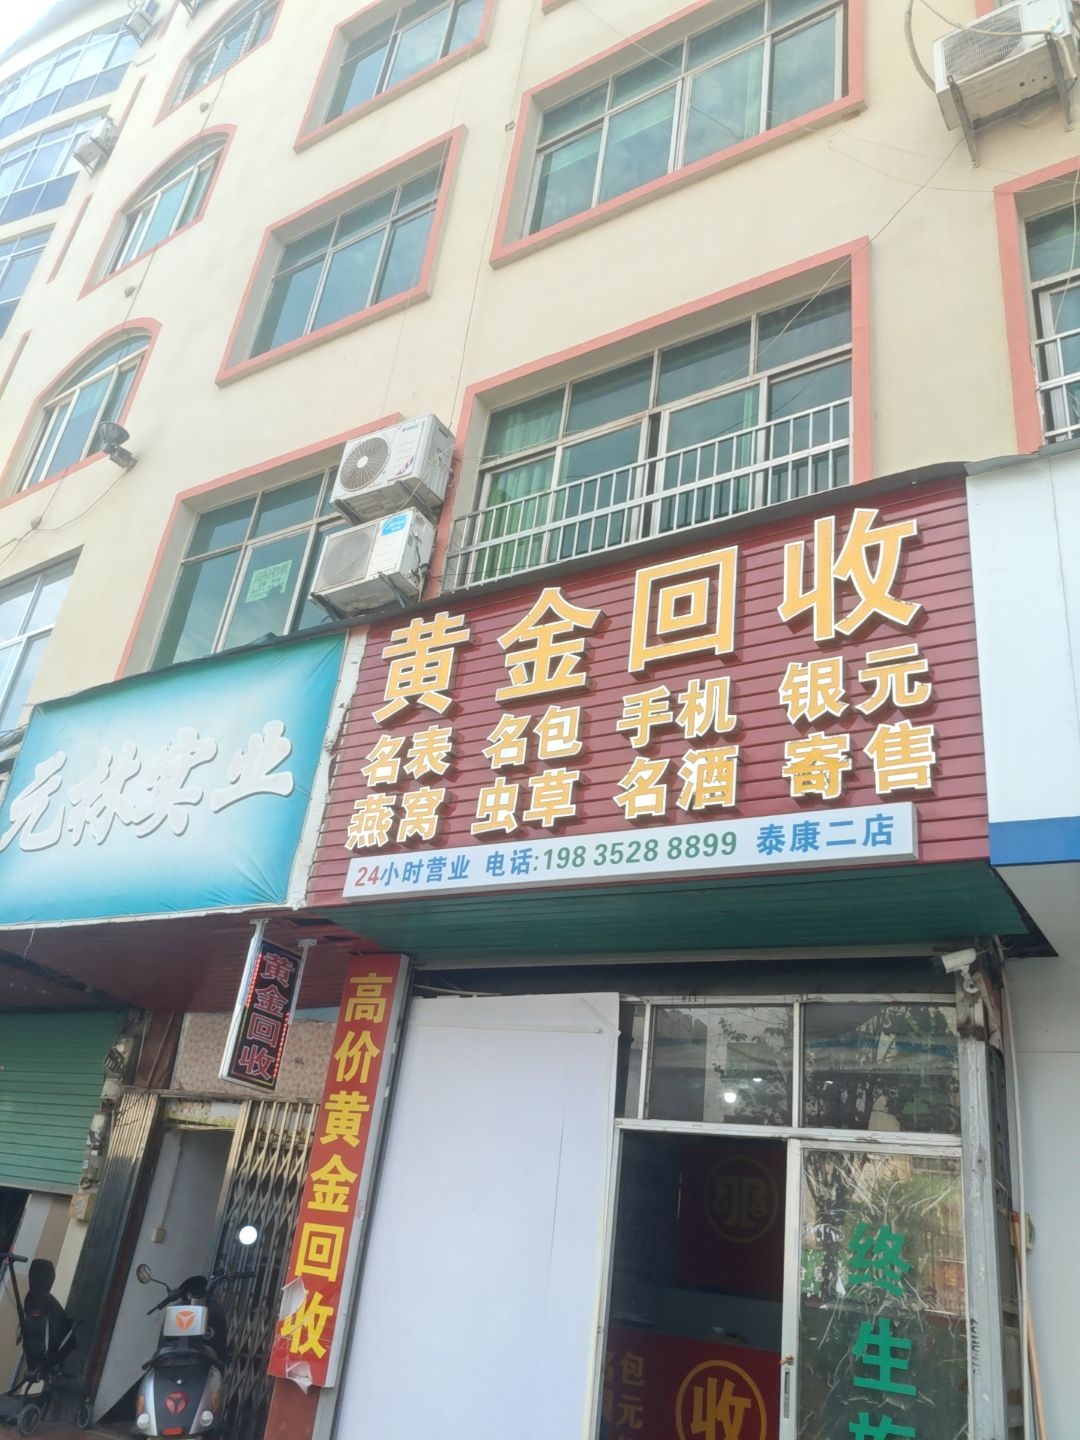 黄金回收
名表 名包 手机 银元
燕窝 虫草 名酒 寄售
24小时营业 电话:198 3528 8899 泰康二店
元林实业
黄金回收
高价黄金回收
终生
名包
银元
收